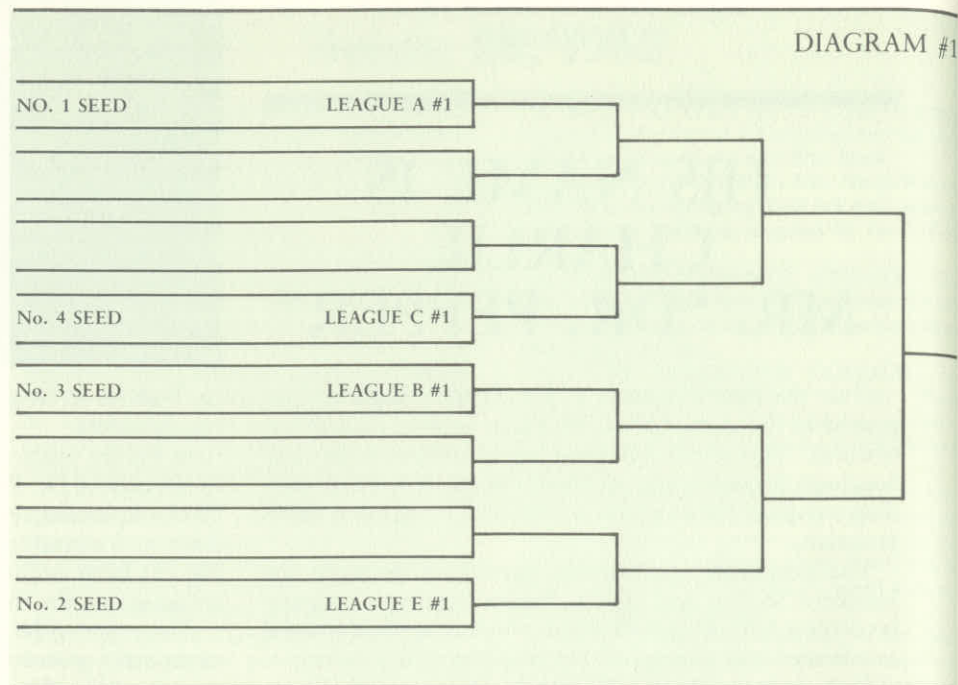 DIAGRAM #1
NO. 1 SEED LEAGUE A #1
No. 4 SEED LEAGUE C #1
No. 3 SEED LEAGUE B #1
No. 2 SEED LEAGUE E #1